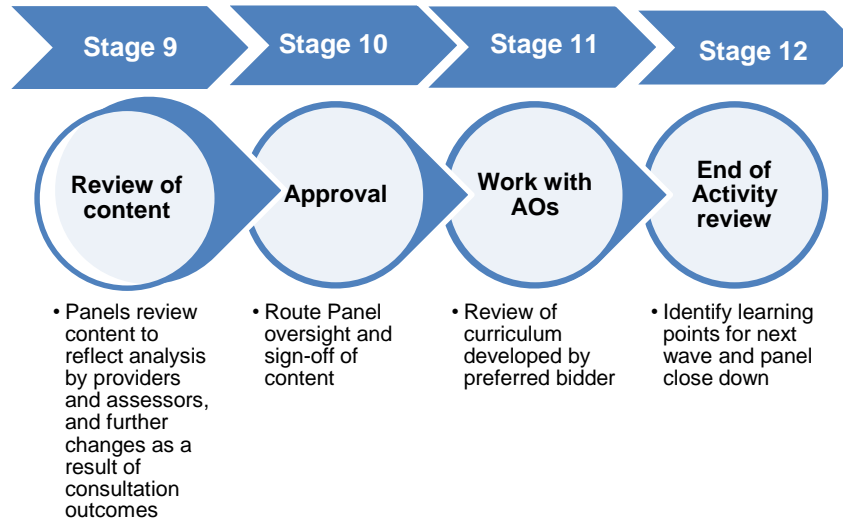 Stage 9
Stage 10
Stage 11
Stage 12
Review of
content
Approval
Work with
AOs
End of
Activity
review
• Panels review
content to
reflect analysis
by providers
and assessors,
and further
changes as a
result of
consultation
outcomes
• Route Panel
oversight and
sign-off of
content
• Review of
curriculum
developed by
preferred bidder
• Identify learning
points for next
wave and panel
close down